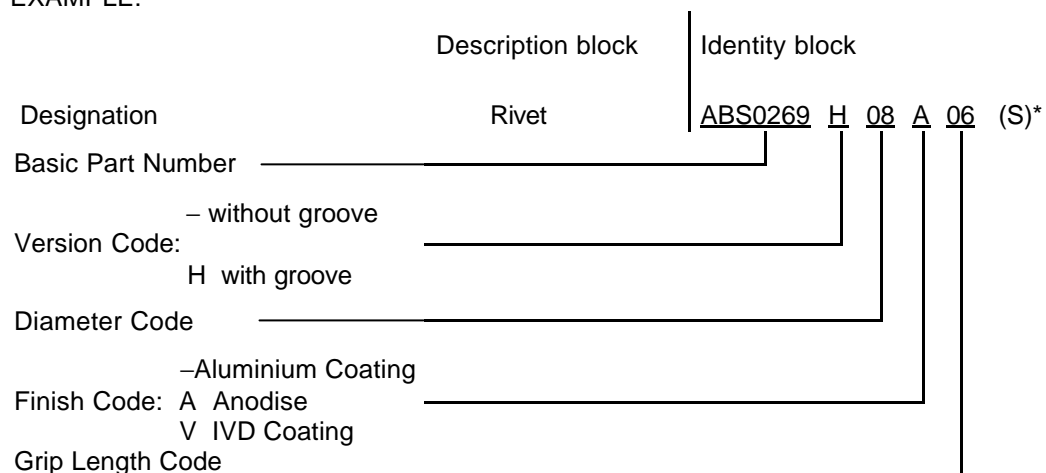 EXAMPLE:
Description block Identity block
Designation Rivet ABS0269 H 08 A 06 (S)*
Basic Part Number
– without groove
Version Code:
H with groove
Diameter Code
–Aluminium Coating
Finish Code: A Anodise
V IVD Coating
Grip Length Code